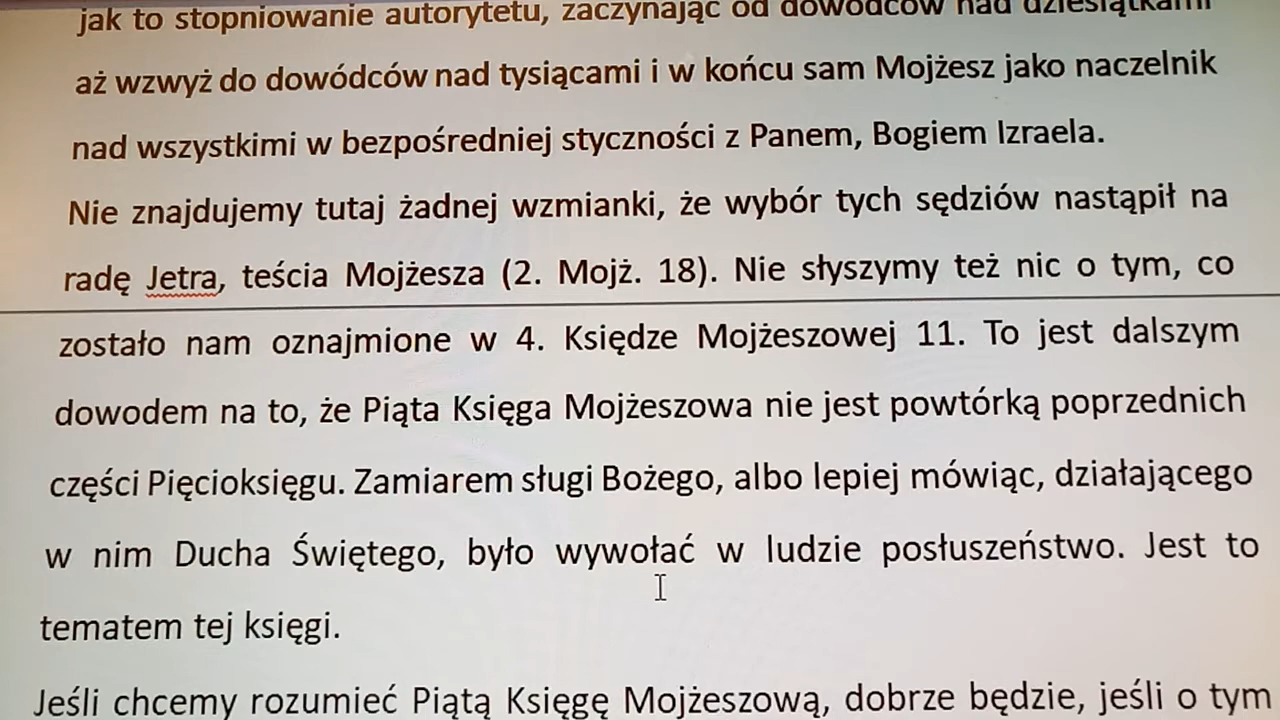 jak to stopniowanie autorytetu, zaczynając od dowódców nad dziesiątkami
aż wzwyż do dowódców nad tysiącami i w końcu sam Mojżesz jako naczelnik
nad wszystkimi w bezpośredniej styczności z Panem, Bogiem Izraela.
Nie znajdujemy tutaj żadnej wzmianki, że wybór tych sędziów nastąpił na
radę Jetra, teścia Mojżesza (2. Mojż. 18). Nie słyszymy też nic o tym, co
zostało nam oznajmione w 4. Księdze Mojżeszowej 11. To jest dalszym
dowodem na to, że Piąta Księga Mojżeszowa nie jest powtórką poprzednich
części Pięcioksięgu. Zamiarem sługi Bożego, albo lepiej mówiąc, działającego
w nim Ducha Świętego, było wywołać w ludzie posłuszeństwo. Jest to
tematem tej księgi.
Jeśli chcemy rozumieć Piątą Księgę Mojżeszową, dobrze będzie, jeśli o tym